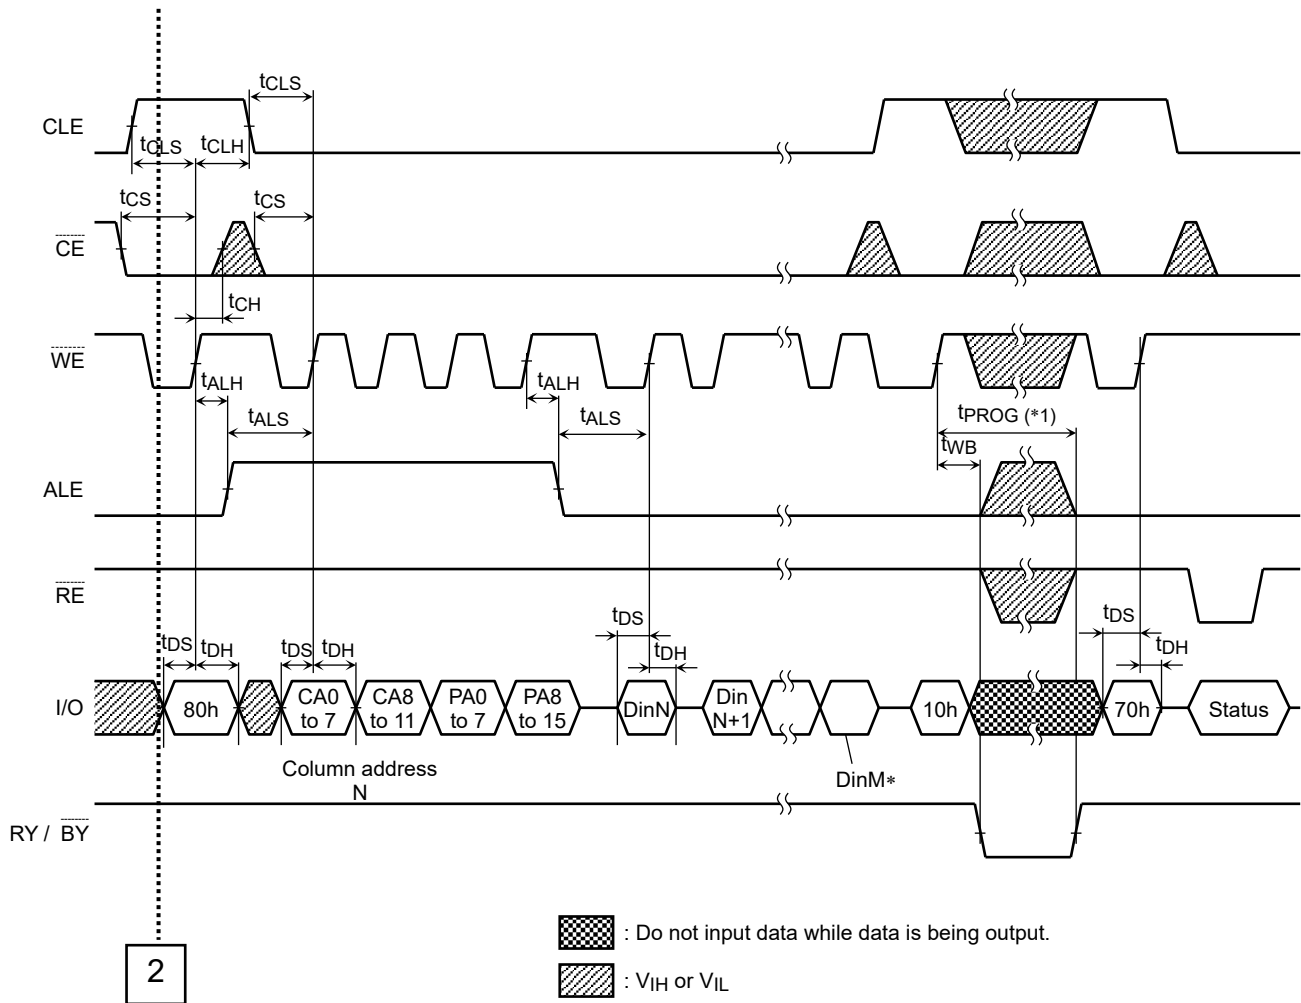 tCLS
CLE
tCLS tCLH
tCS tCS
CE
tCH
WE
tALH tALH
tALS tALS tPROG (*1)
tWB
ALE
RE
tDS tDH tDS tDH tDS tDH tDS tDH
I/O 80h CA0 to 7 CA8 to 11 PA0 to 7 PA8 to 15 DinN Din N+1 10h 70h Status
Column address
N
DinM*
RY / BY
2
: Do not input data while data is being output.
: VIH or VIL